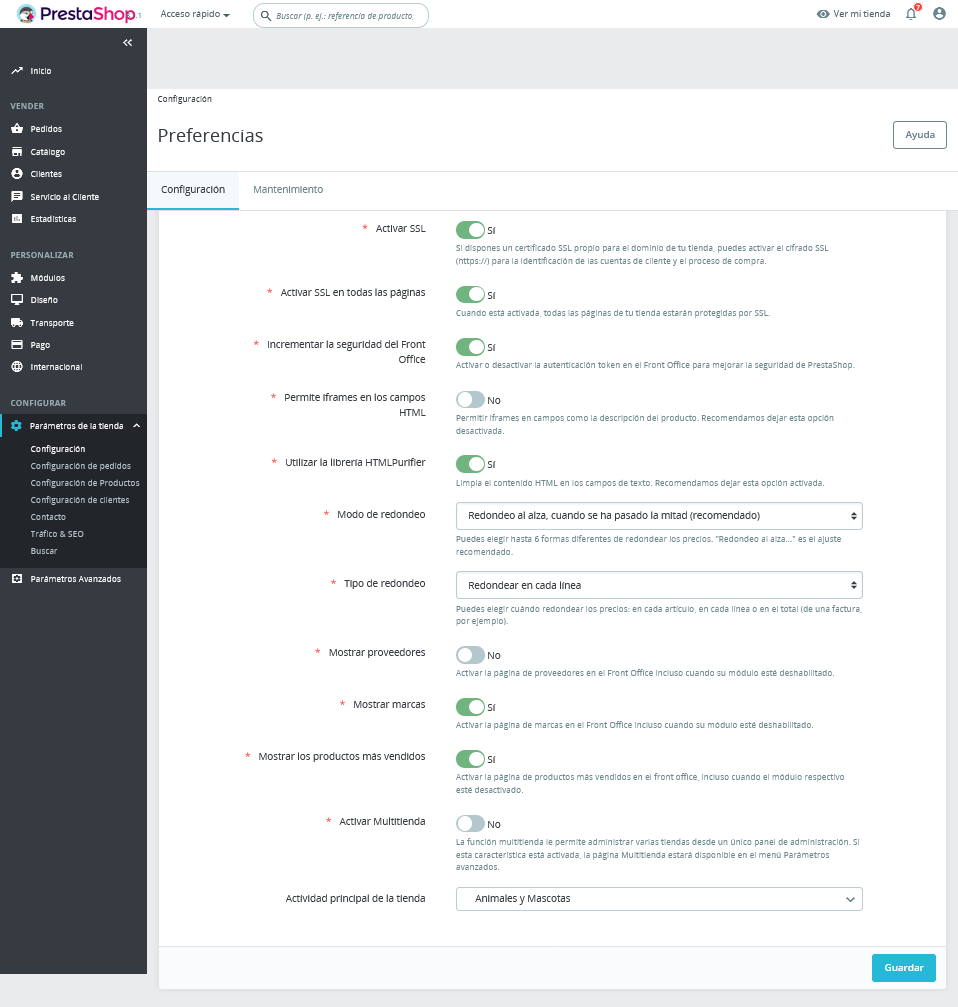 PrestaShop
Acceso rápido
Buscar (p. ej.: referencia de producto,
Ver mi tienda
7
Inicio
VENDER
Pedidos
Catálogo
Clientes
Servicio al Cliente
Estadísticas
PERSONALIZAR
Módulos
Diseño
Transporte
Pago
Internacional
CONFIGURAR
Parámetros de la tienda
Configuración
Configuración de pedidos
Configuración de Productos
Configuración de clientes
Contacto
Tráfico & SEO
Buscar
Parámetros Avanzados
Configuración
Preferencias
Ayuda
Configuración
Mantenimiento
* Activar SSL
Sí
Si dispones un certificado SSL propio para el dominio de tu tienda, puedes activar el cifrado SSL
(https://) para la identificación de las cuentas de cliente y el proceso de compra.
* Activar SSL en todas las páginas
Sí
Cuando está activada, todas las páginas de tu tienda estarán protegidas por SSL.
* Incrementar la seguridad del Front
Office
Sí
Activar o desactivar la autenticación token en el Front Office para mejorar la seguridad de PrestaShop.
* Permite iframes en los campos
HTML
No
Permitir iframes en campos como la descripción del producto. Recomendamos dejar esta opción
desactivada.
* Utilizar la librería HTMLPurifier
Sí
Limpia el contenido HTML en los campos de texto. Recomendamos dejar esta opción activada.
* Modo de redondeo
Redondeo al alza, cuando se ha pasado la mitad (recomendado)
Puedes elegir hasta 6 formas diferentes de redondear los precios. "Redondeo al alza..." es el ajuste
recomendado.
* Tipo de redondeo
Redondear en cada línea
Puedes elegir cuándo redondear los precios: en cada artículo, en cada línea o en el total (de una factura,
por ejemplo).
* Mostrar proveedores
No
Activar la página de proveedores en el Front Office incluso cuando su módulo esté deshabilitado.
* Mostrar marcas
Sí
Activar la página de marcas en el Front Office incluso cuando su módulo esté deshabilitado.
* Mostrar los productos más vendidos
Sí
Activar la página de productos más vendidos en el front office, incluso cuando el módulo respectivo
esté desactivado.
* Activar Multitienda
No
La función multitienda le permite administrar varias tiendas desde un único panel de administración. Si
esta característica está activada, la página Multitienda estará disponible en el menú Parámetros
avanzados.
Actividad principal de la tienda
Animales y Mascotas
Guardar